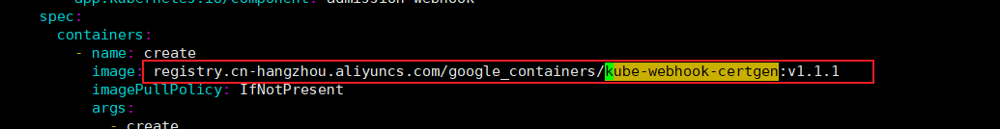 app.kubernetes.io/component: admission-webhook
spec:
containers:
- name: create
image: registry.cn-hangzhou.aliyuncs.com/google_containers/kube-webhook-certgen:v1.1.1
imagePullPolicy: IfNotPresent
args:
- create